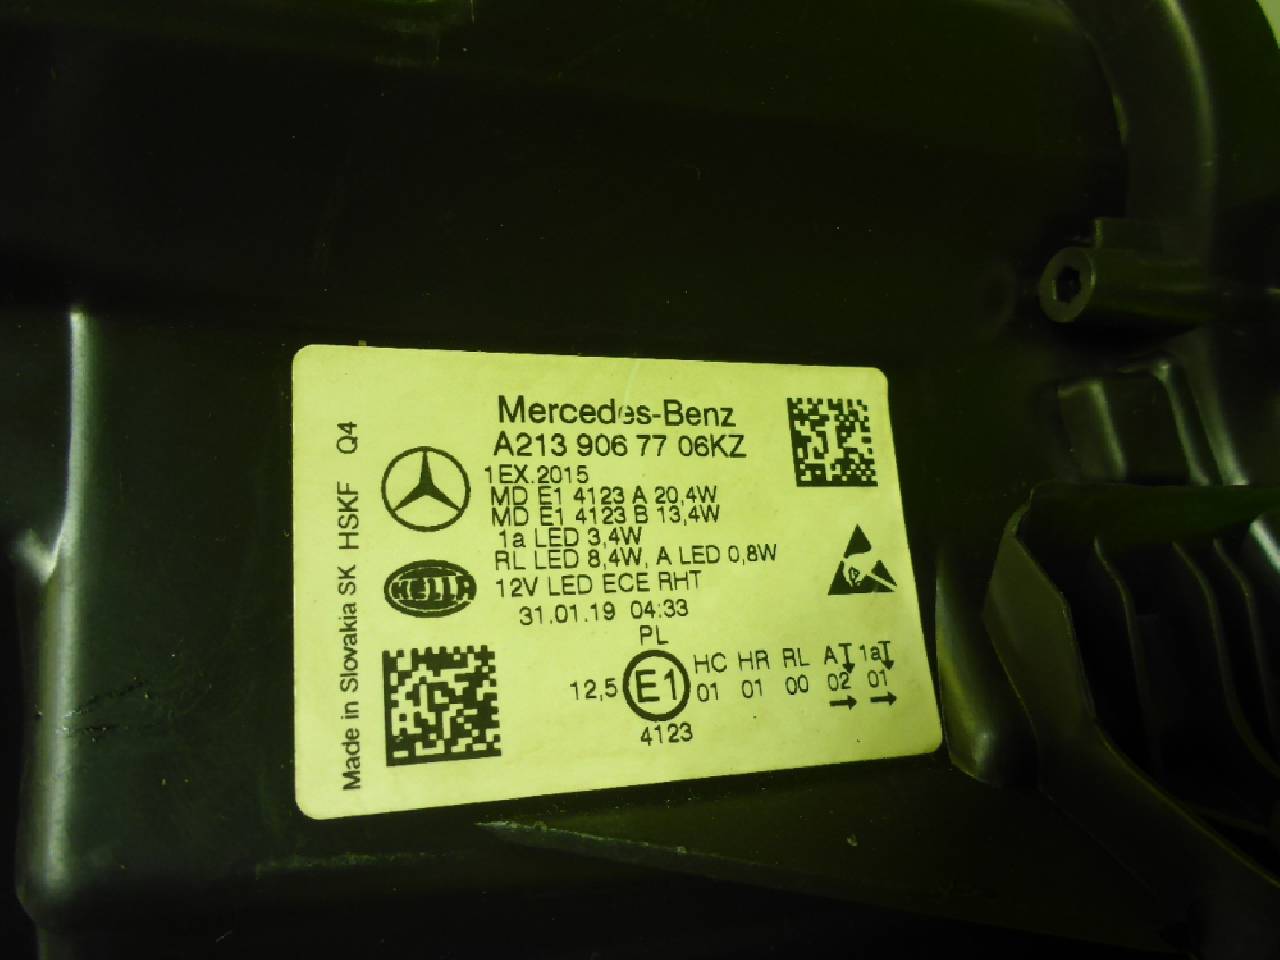 Mercedes-Benz
A213 906 77 06KZ
1EX.2015
MD E1 4123 A 20,4W
MD E1 4123 B 13,4W
1a LED 3,4W
RL LED 8,4W, A LED 0,8W
12V LED ECE RHT
31.01.19 04:33
PL
HC HR RL A 1a
12,5 E1 01 01 00 02 01
4123
HELLA
Made in Slovakia SK HSKF Q4